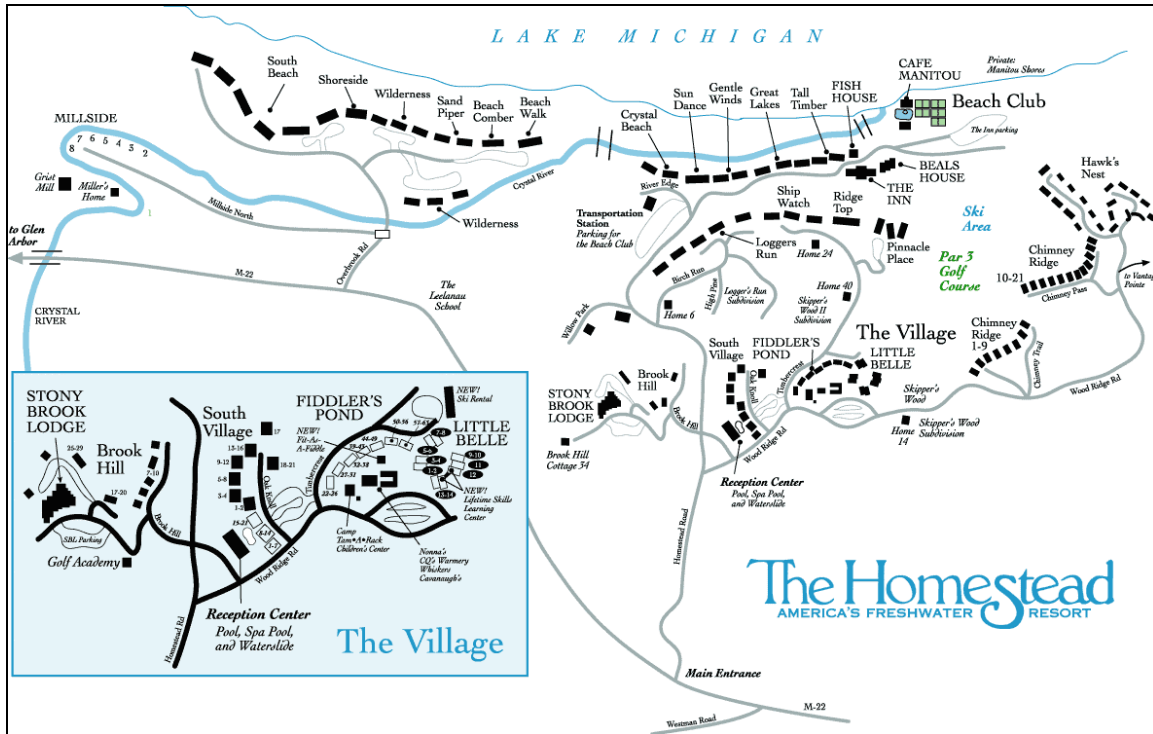 LAKE MICHIGAN
Private:
Manitou Shores
CAFE
MANITOU
Beach Club
The Inn parking
FISH
HOUSE
Tall
Timber
Great
Lakes
Gentle
Winds
Sun
Dance
Crystal
Beach
South
Beach
Shoreside
Wilderness
Sand
Piper
Beach
Comber
Beach
Walk
MILLSIDE
8 7 6 5 4 3 2
Grist
Mill
Miller's
Home
1
Millside North
Crystal River
Wilderness
to Glen
Arbor
M-22
Overbrook Rd
CRYSTAL
RIVER
The
Leelanau
School
River Edge
Transportation
Station
Parking for
the Beach Club
BEALS
HOUSE
THE
INN
Ship
Watch
Ridge
Top
Pinnacle
Place
Loggers
Run
Home 24
Birch Run
High Pine
Logger's Run
Subdivision
Home 6
Home 40
Skipper's
Wood II
Subdivision
Willow Park
Ski
Area
Par 3
Golf
Course
Hawk's
Nest
Chimney
Ridge
10-21
Chimney Pass
to Vantage
Pointe
Chimney
Ridge
1-9
Chimney Trail
Wood Ridge Rd
The Village
LITTLE
BELLE
FIDDLER'S
POND
South
Village
Oak Knoll
Timbercrest
Skipper's
Wood
Home
14
Skipper's Wood
Subdivision
STONY
BROOK
LODGE
Brook
Hill
Brook Hill
Brook Hill
Cottage 34
Wood Ridge Rd
Reception Center
Pool, Spa Pool,
and Waterslide
Homestead Road
Main Entrance
M-22
Westman Road
The Homestead
AMERICA'S FRESHWATER RESORT
STONY
BROOK
LODGE
25-29
Brook
Hill
7-10
17-20
SBL Parking
Golf Academy
Brook Hill
Homestead Rd
South
Village
17
13-16
9-12
18-21
5-8
3-4
1-2
Oak Knoll
15-21
8-14
1-7
Wood Ridge Rd
Reception Center
Pool, Spa Pool,
and Waterslide
FIDDLER'S
POND
NEW!
Fit-As-
A-Fiddle
Timbercrest
22-26
27-31
32-38
39-43
44-49
50-56
57-63
NEW!
Ski Rental
LITTLE
BELLE
7-8
5-6
3-4
1-2
9-10
11
12
13-14
NEW!
Lifetime Skills
Learning
Center
Camp
Tam•A•Rack
Children's Center
Nonna's
CQ's Warmery
Whiskers
Cavanaugh's
The Village